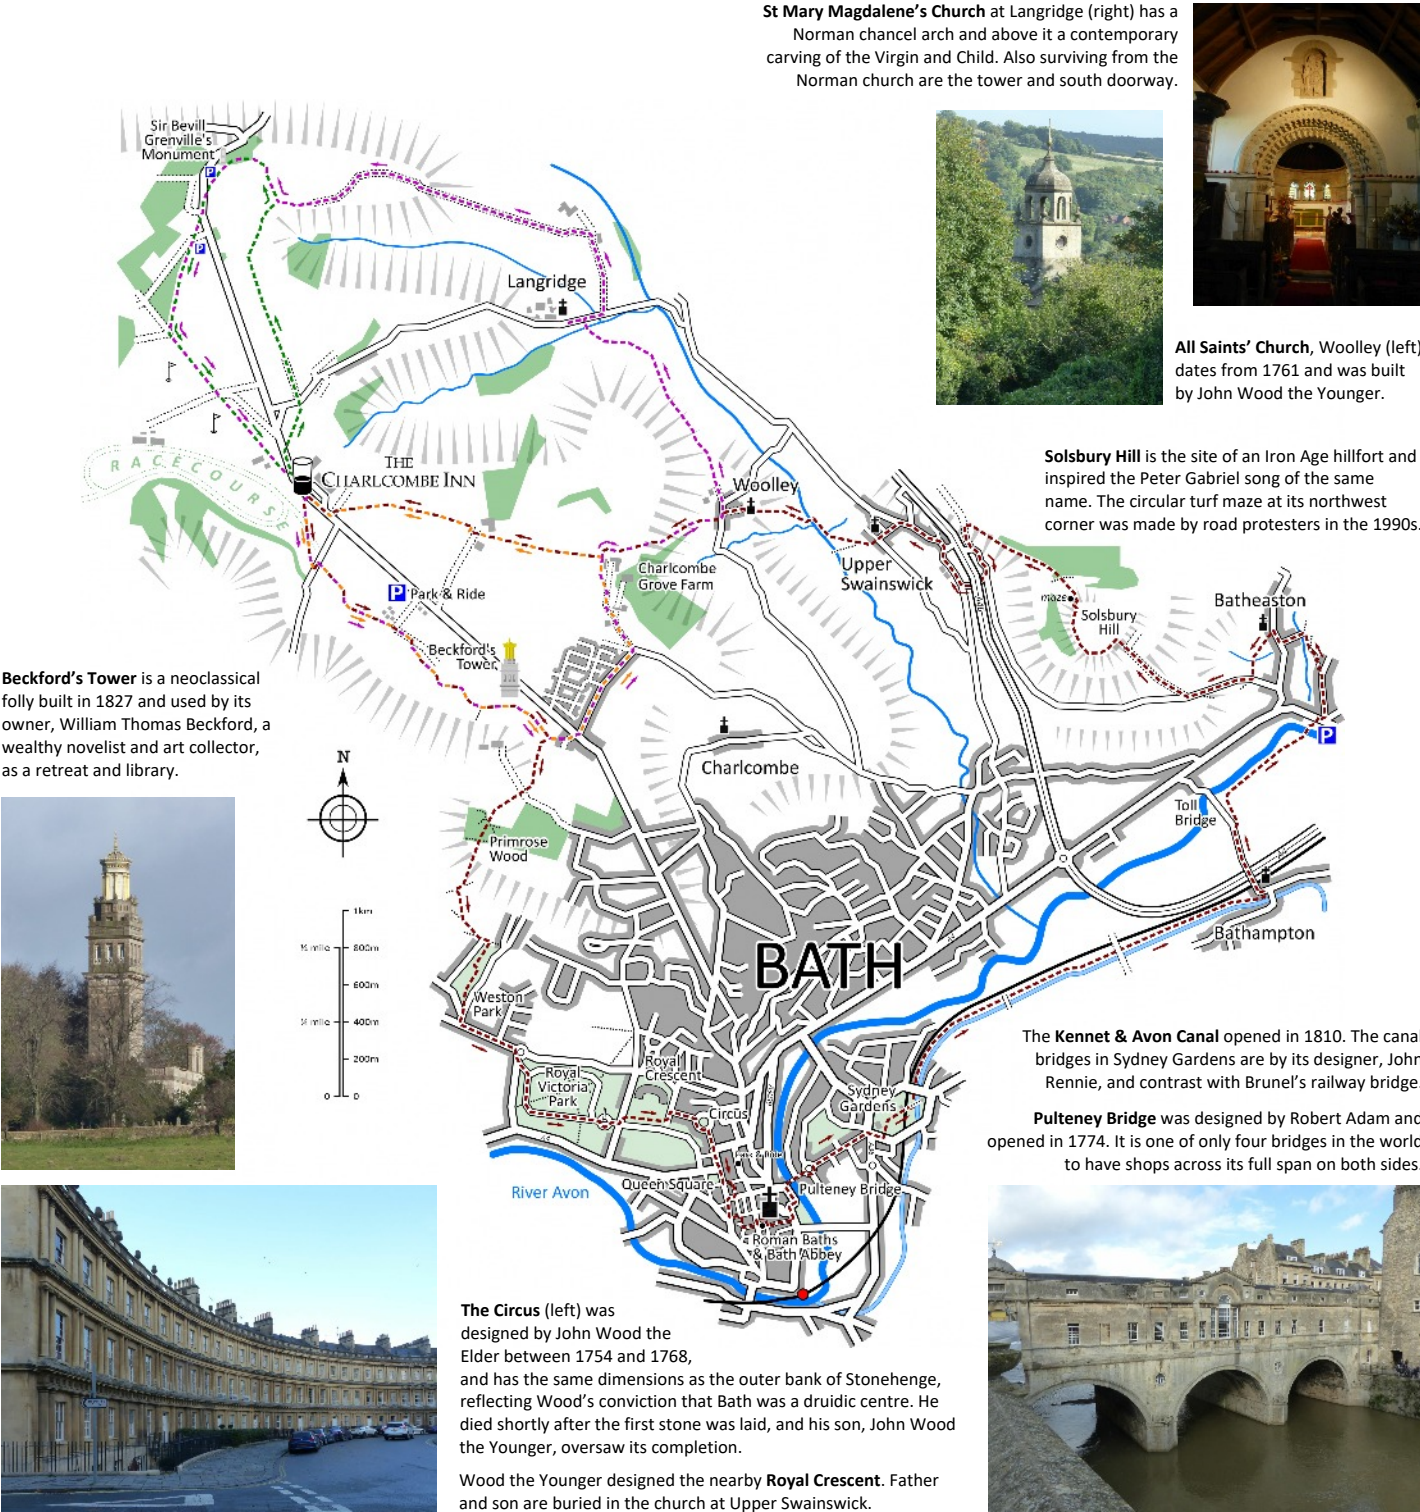 St Mary Magdalene's Church at Langridge (right) has a
Norman chancel arch and above it a contemporary
carving of the Virgin and Child. Also surviving from the
Norman church are the tower and south doorway.
Sir Bevill
Grenville's
Monument
P
P
Langridge
All Saints' Church, Woolley (left)
dates from 1761 and was built
by John Wood the Younger.
RACECOURSE
THE
CHARLCOMBE INN
Woolley
Solsbury Hill is the site of an Iron Age hillfort and
inspired the Peter Gabriel song of the same
name. The circular turf maze at its northwest
corner was made by road protesters in the 1990s.
Upper
Swainswick
Charlcombe
Grove Farm
P Park & Ride
maze
Solsbury
Hill
Batheaston
Beckford's
Tower
Beckford's Tower is a neoclassical
folly built in 1827 and used by its
owner, William Thomas Beckford, a
wealthy novelist and art collector,
as a retreat and library.
P
N
Charlcombe
Toll
Bridge
Primrose
Wood
1km
½ mile 800m
600m
¼ mile 400m
200m
0 0
BATH
Bathampton
Weston
Park
Royal
Victoria
Park
Royal
Crescent
Circus
Sydney
Gardens
The Kennet & Avon Canal opened in 1810. The canal
bridges in Sydney Gardens are by its designer, John
Rennie, and contrast with Brunel's railway bridge.
Pulteney Bridge was designed by Robert Adam and
opened in 1774. It is one of only four bridges in the world
to have shops across its full span on both sides.
Park & Ride
River Avon
Queen Square
Pulteney Bridge
Roman Baths
& Bath Abbey
The Circus (left) was
designed by John Wood the
Elder between 1754 and 1768,
and has the same dimensions as the outer bank of Stonehenge,
reflecting Wood's conviction that Bath was a druidic centre. He
died shortly after the first stone was laid, and his son, John Wood
the Younger, oversaw its completion.
Wood the Younger designed the nearby Royal Crescent. Father
and son are buried in the church at Upper Swainswick.